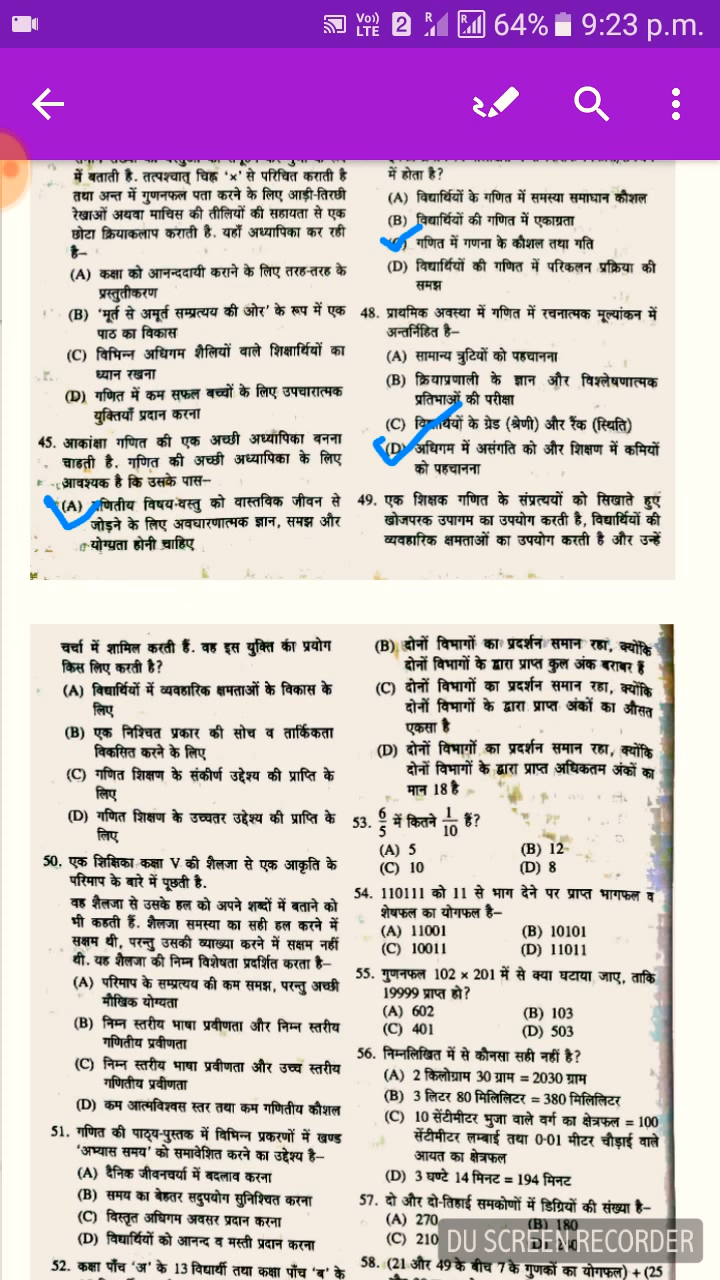 Vo)) LTE 2 R R 64% 9:23 p.m.
में बताती है. तत्पश्चात् चिह्न ‘×’ से परिचित कराती है
तथा अन्त में गुणनफल पता करने के लिए आड़ी-तिरछी
रेखाओं अथवा माचिस की तीलियों की सहायता से एक
छोटा क्रियाकलाप कराती है. यहाँ अध्यापिका कर रही
है–
(A) कक्षा को आनन्ददायी कराने के लिए तरह-तरह के
प्रस्तुतीकरण
(B) ‘मूर्त से अमूर्त सम्प्रत्यय की ओर’ के रूप में एक
पाठ का विकास
(C) विभिन्न अधिगम शैलियों वाले शिक्षार्थियों का
ध्यान रखना
(D) गणित में कम सफल बच्चों के लिए उपचारात्मक
युक्तियाँ प्रदान करना
45. आकांक्षा गणित की एक अच्छी अध्यापिका बनना
चाहती है. गणित की अच्छी अध्यापिका के लिए
आवश्यक है कि उसके पास–
(A) गणितीय विषय-वस्तु को वास्तविक जीवन से
जोड़ने के लिए अवधारणात्मक ज्ञान, समझ और
योग्यता होनी चाहिए
में होता है?
(A) विद्यार्थियों के गणित में समस्या समाधान कौशल
(B) विद्यार्थियों की गणित में एकाग्रता
गणित में गणना के कौशल तथा गति
(D) विद्यार्थियों की गणित में परिकलन प्रक्रिया की
समझ
48. प्राथमिक अवस्था में गणित में रचनात्मक मूल्यांकन में
अन्तर्निहित है–
(A) सामान्य त्रुटियों को पहचानना
(B) क्रियाप्रणाली के ज्ञान और विश्लेषणात्मक
प्रतिभाओं की परीक्षा
(C) विद्यार्थियों के ग्रेड (श्रेणी) और रैंक (स्थिति)
(D) अधिगम में असंगति को और शिक्षण में कमियों
को पहचानना
49. एक शिक्षक गणित के संप्रत्ययों को सिखाते हुए
खोजपरक उपागम का उपयोग करती है, विद्यार्थियों की
व्यवहारिक क्षमताओं का उपयोग करती है और उन्हें
चर्चा में शामिल करती हैं. वह इस युक्ति का प्रयोग
किस लिए करती है?
(A) विद्यार्थियों में व्यवहारिक क्षमताओं के विकास के
लिए
(B) एक निश्चित प्रकार की सोच व तार्किकता
विकसित करने के लिए
(C) गणित शिक्षण के संकीर्ण उद्देश्य की प्राप्ति के
लिए
(D) गणित शिक्षण के उच्चतर उद्देश्य की प्राप्ति के
लिए
50. एक शिक्षिका कक्षा V की शैलजा से एक आकृति के
परिमाप के बारे में पूछती है.
वह शैलजा से उसके हल को अपने शब्दों में बताने को
भी कहती हैं. शैलजा समस्या का सही हल करने में
सक्षम थी, परन्तु उसकी व्याख्या करने में सक्षम नहीं
थी. यह शैलजा की निम्न विशेषता प्रदर्शित करता है–
(A) परिमाप के सम्प्रत्यय की कम समझ, परन्तु अच्छी
मौखिक योग्यता
(B) निम्न स्तरीय भाषा प्रवीणता और निम्न स्तरीय
गणितीय प्रवीणता
(C) निम्न स्तरीय भाषा प्रवीणता और उच्च स्तरीय
गणितीय प्रवीणता
(D) कम आत्मविश्वस स्तर तथा कम गणितीय कौशल
51. गणित की पाठ्य-पुस्तक में विभिन्न प्रकरणों में खण्ड
‘अभ्यास समय’ को समावेशित करने का उद्देश्य है–
(A) दैनिक जीवनचर्या में बदलाव करना
(B) समय का बेहतर सदुपयोग सुनिश्चित करना
(C) विस्तृत अधिगम अवसर प्रदान करना
(D) विद्यार्थियों को आनन्द व मस्ती प्रदान करना
52. कक्षा पाँच ‘अ’ के 13 विद्यार्थी तथा कक्षा पाँच ‘ब’ के
(B) दोनों विभागों का प्रदर्शन समान रहा, क्योंकि
दोनों विभागों के द्वारा प्राप्त कुल अंक बराबर हैं
(C) दोनों विभागों का प्रदर्शन समान रहा, क्योंकि
दोनों विभागों के द्वारा प्राप्त अंकों का औसत
एकसा है
(D) दोनों विभागों का प्रदर्शन समान रहा, क्योंकि
दोनों विभागों के द्वारा प्राप्त अधिकतम अंकों का
मान 18 है
53. 6/5 में कितने 1/10 हैं?
(A) 5 (B) 12
(C) 10 (D) 8
54. 110111 को 11 से भाग देने पर प्राप्त भागफल व
शेषफल का योगफल है–
(A) 11001 (B) 10101
(C) 10011 (D) 11011
55. गुणनफल 102 × 201 में से क्या घटाया जाए, ताकि
19999 प्राप्त हो?
(A) 602 (B) 103
(C) 401 (D) 503
56. निम्नलिखित में से कौनसा सही नहीं है?
(A) 2 किलोग्राम 30 ग्राम = 2030 ग्राम
(B) 3 लिटर 80 मिलिलिटर = 380 मिलिलिटर
(C) 10 सेंटीमीटर भुजा वाले वर्ग का क्षेत्रफल = 100
सेंटीमीटर लम्बाई तथा 0·01 मीटर चौड़ाई वाले
आयत का क्षेत्रफल
(D) 3 घण्टे 14 मिनट = 194 मिनट
57. दो और दो-तिहाई समकोणों में डिग्रियों की संख्या है–
(A) 270 (B) 180
(C) 210
DU SCREEN RECORDER
58. (21 और 49 के बीच 7 के गुणकों का योगफल) + (25